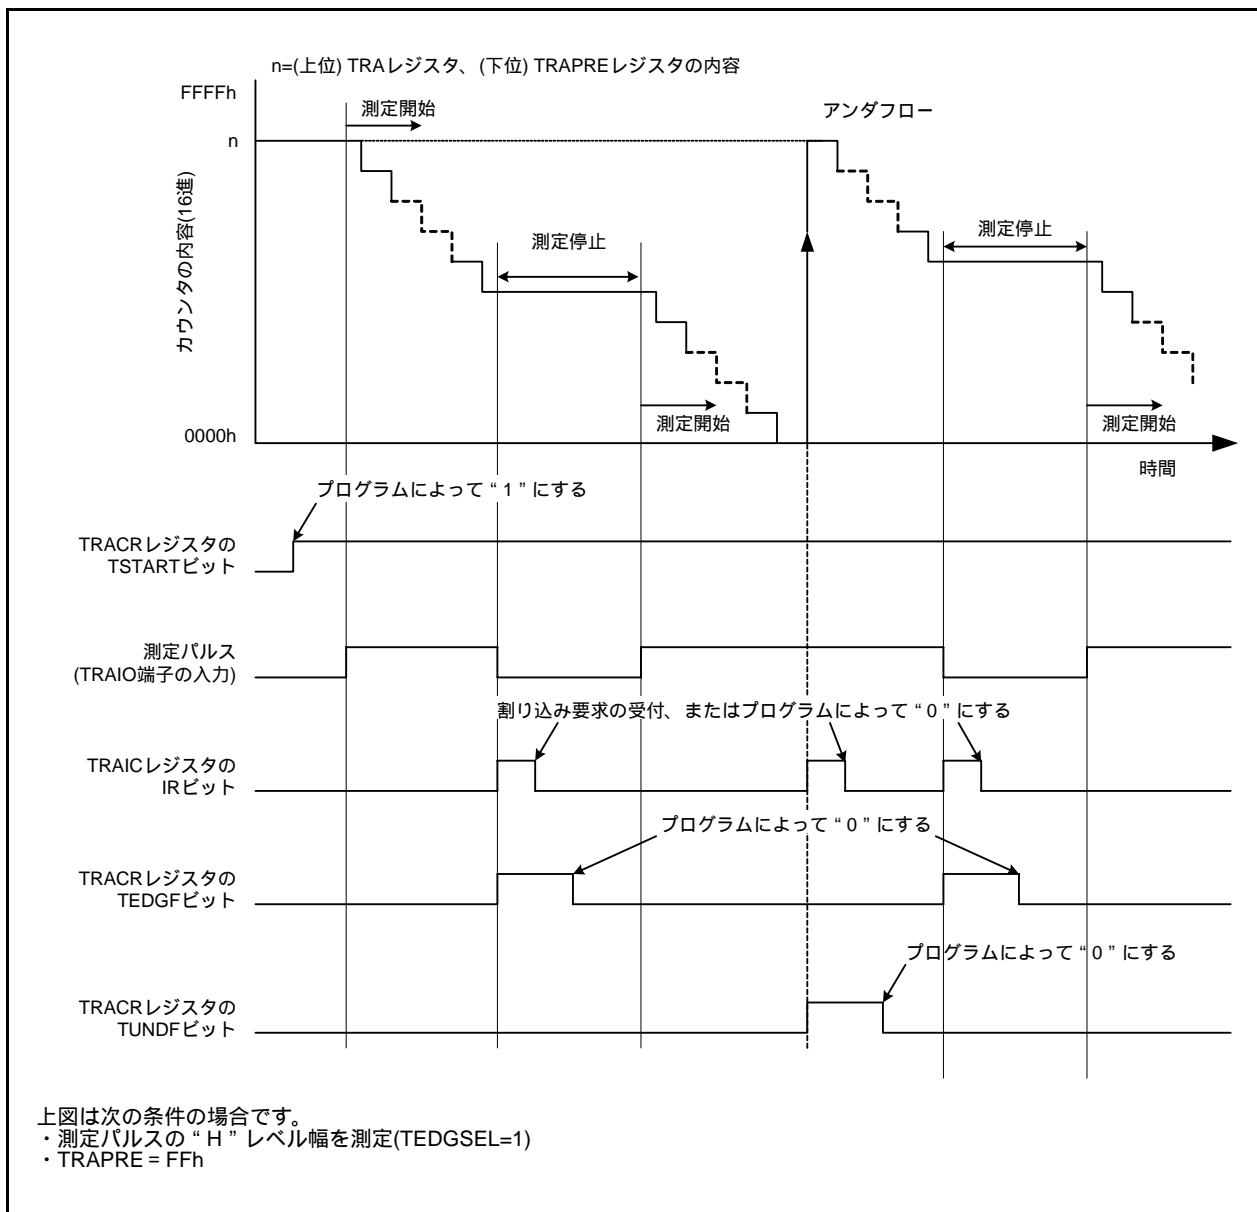 n=(上位) TRAレジスタ、(下位) TRAPREレジスタの内容
FFFFh
測定開始
アンダフロー
n
カウンタの内容(16進)
測定停止
測定停止
測定開始
測定開始
0000h
時間
プログラムによって“1”にする
TRACRレジスタの
TSTARTビット
測定パルス
(TRAIO端子の入力)
割り込み要求の受付、またはプログラムによって“0”にする
TRAICレジスタの
IRビット
プログラムによって“0”にする
TRACRレジスタの
TEDGFビット
プログラムによって“0”にする
TRACRレジスタの
TUNDFビット
上図は次の条件の場合です。
・測定パルスの“H”レベル幅を測定(TEDGSEL=1)
・TRAPRE = FFh